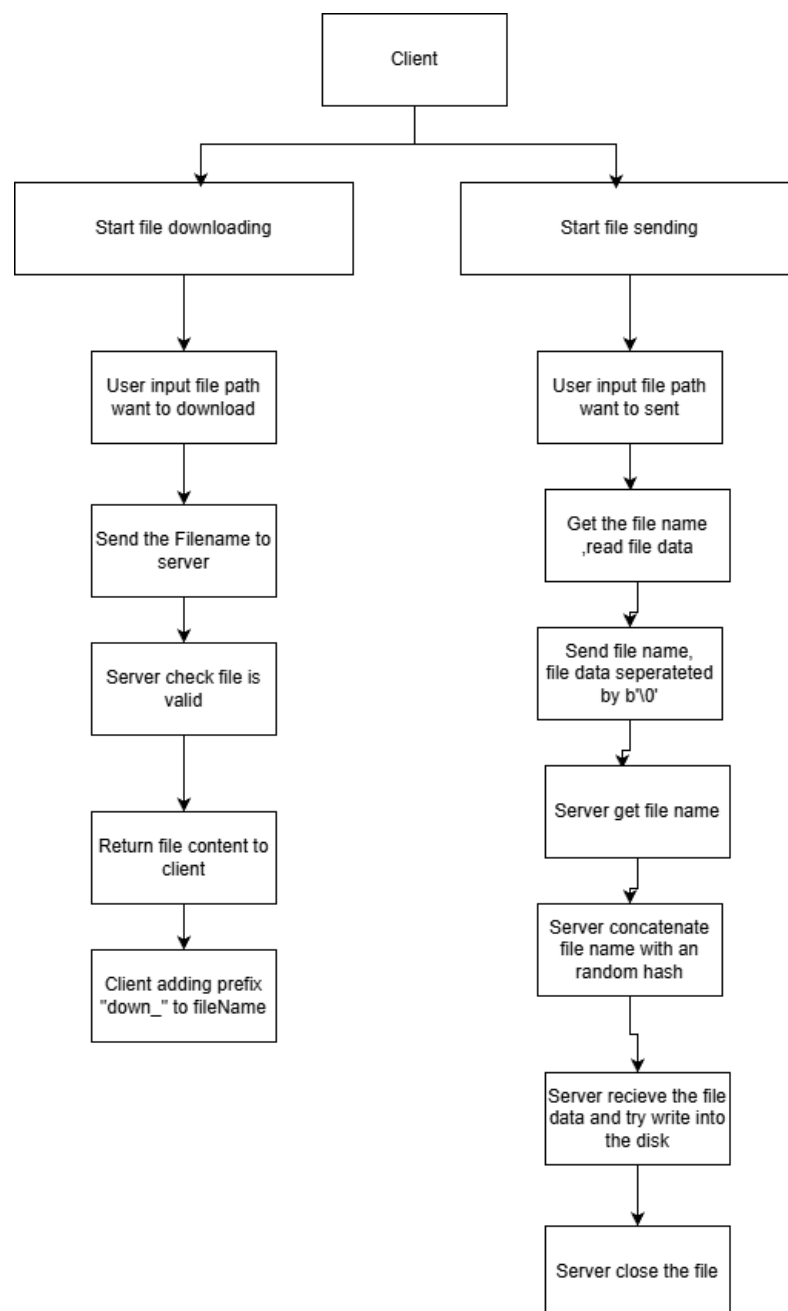 Client
Start file downloading
Start file sending
User input file path
want to download
User input file path
want to sent
Send the Filename to
server
Get the file name
,read file data
Server check file is
valid
Send file name,
file data seperateted
by b'\0'
Return file content to
client
Server get file name
Client adding prefix
"down_" to fileName
Server concatenate
file name with an
random hash
Server recieve the file
data and try write into
the disk
Server close the file